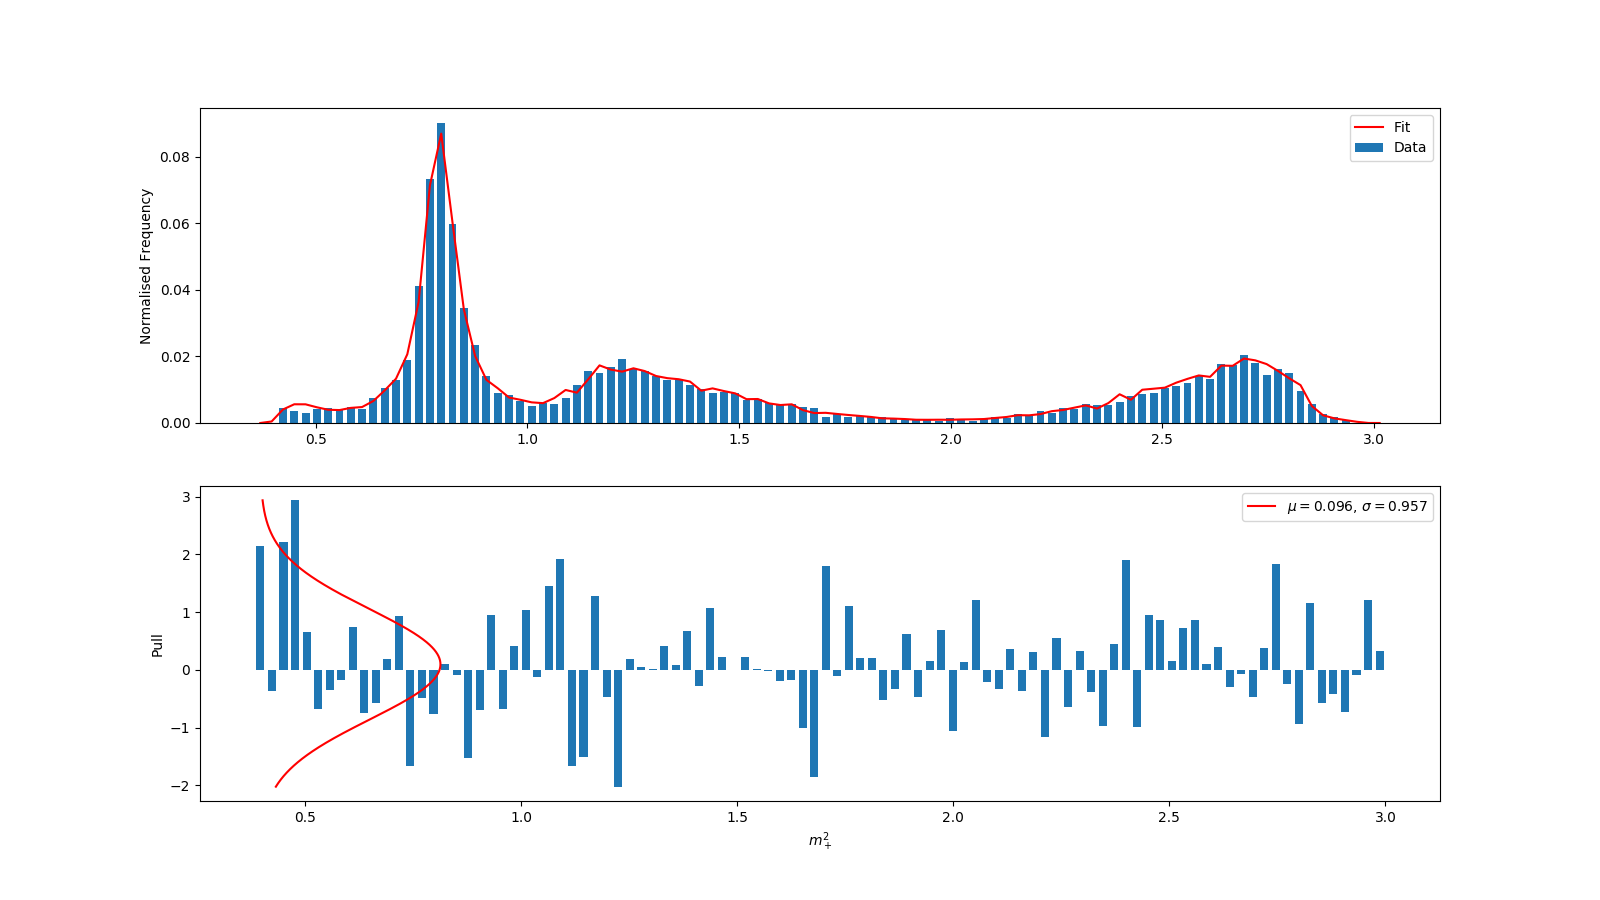 Normalised Frequency
0.08
0.06
0.04
0.02
0.00
Fit
Data
0.5 1.0 1.5 2.0 2.5 3.0
Pull
3
2
1
0
−1
−2
μ = 0.096, σ = 0.957
0.5 1.0 1.5 2.0 2.5 3.0
m²₊